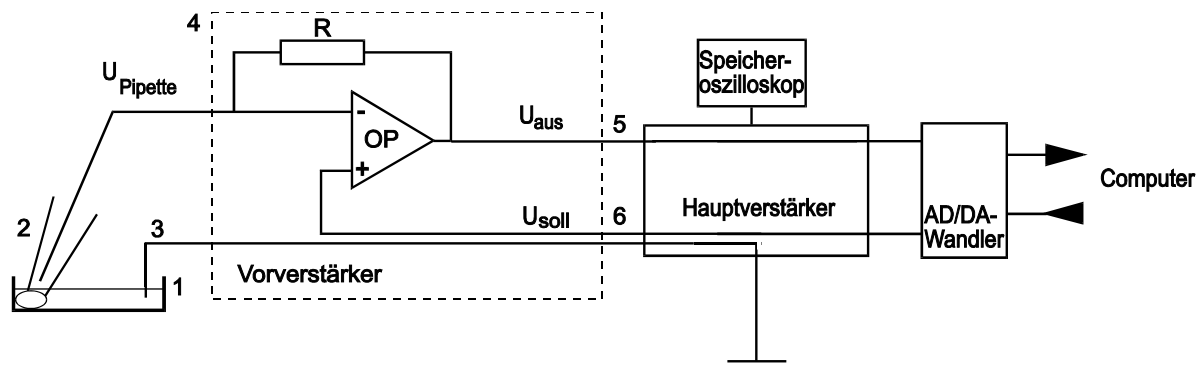 4
R
U Pipette
Speicher-
oszilloskop
-
OP
+
U aus
5
Computer
2
3
U soll
6
Hauptverstärker
AD/DA-
Wandler
Vorverstärker
1